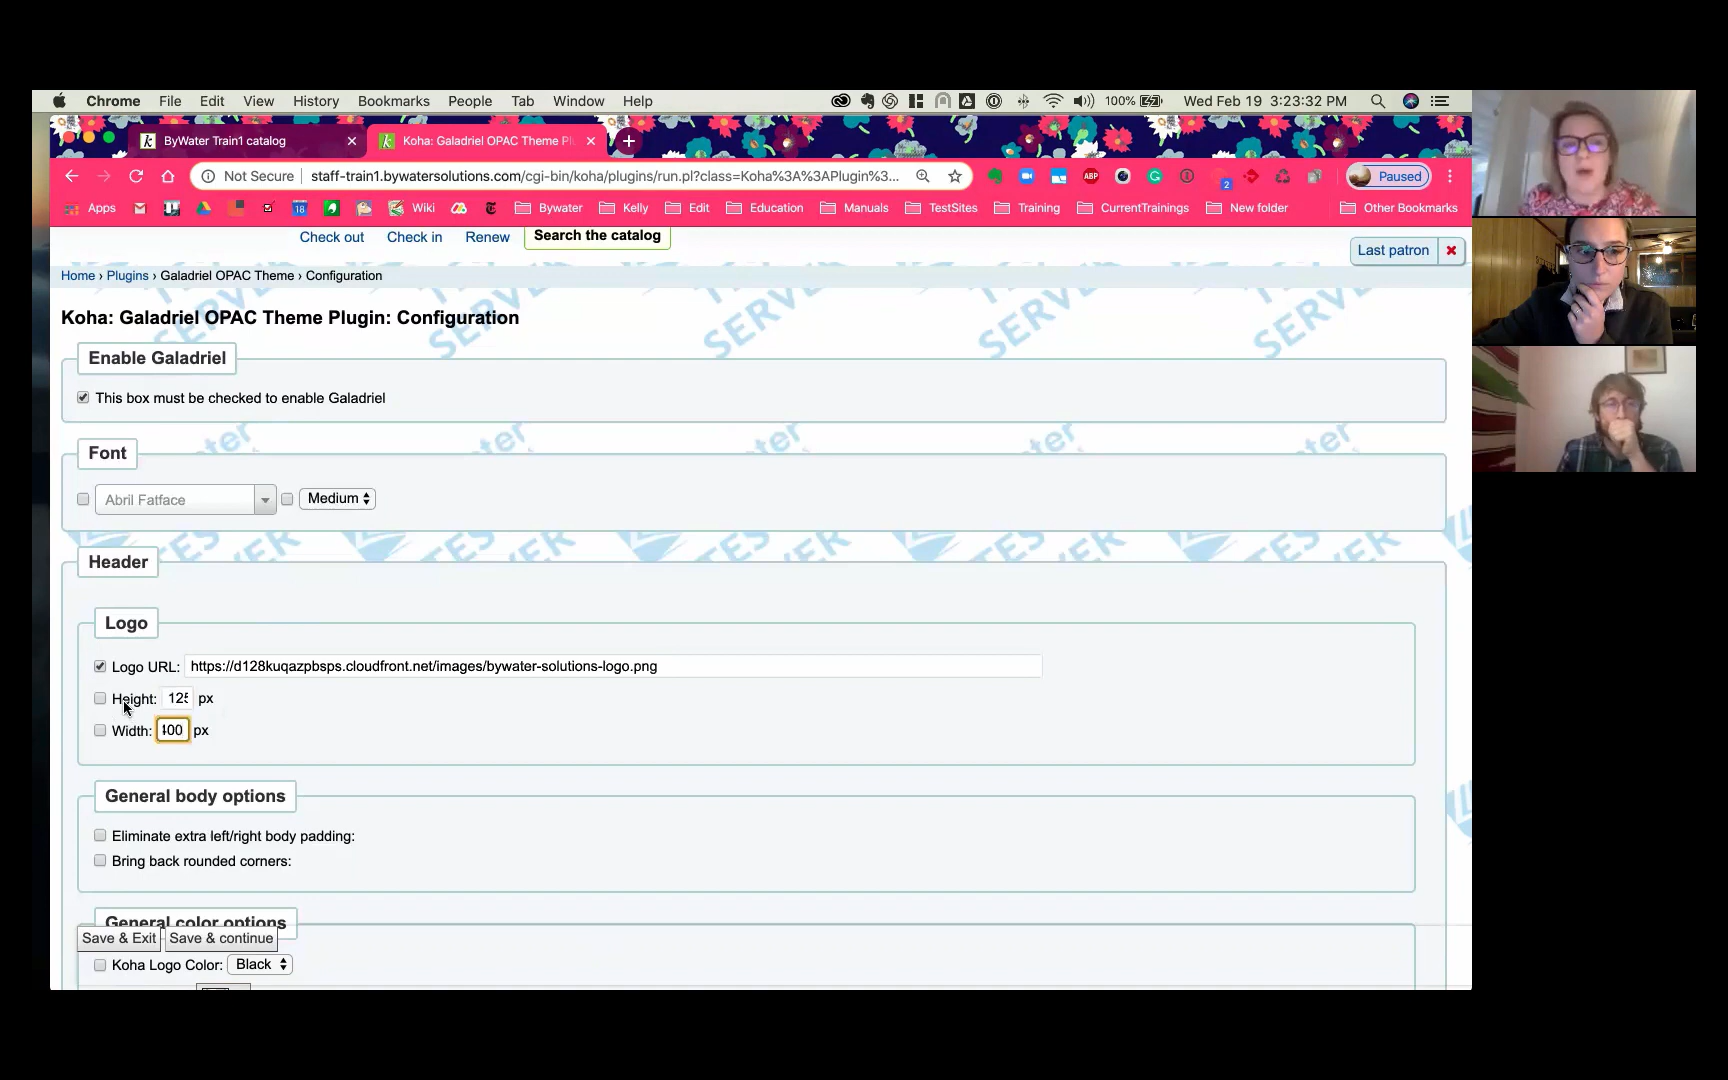 Chrome File Edit View History Bookmarks People Tab Window Help 100% Wed Feb 19 3:23:32 PM
ByWater Train1 catalog
Koha: Galadriel OPAC Theme Pl
Not Secure staff-train1.bywatersolutions.com/cgi-bin/koha/plugins/run.pl?class=Koha%3A%3APlugin%3... ABP 2 Paused
Apps 18 Wiki Bywater Kelly Edit Education Manuals TestSites Training CurrentTrainings New folder Other Bookmarks
Check out Check in Renew Search the catalog
Last patron
Home › Plugins › Galadriel OPAC Theme › Configuration
Koha: Galadriel OPAC Theme Plugin: Configuration
Enable Galadriel
This box must be checked to enable Galadriel
Font
Abril Fatface Medium
Header
Logo
Logo URL: https://d128kuqazpbsps.cloudfront.net/images/bywater-solutions-logo.png
Height: 125 px
Width: 400 px
General body options
Eliminate extra left/right body padding:
Bring back rounded corners:
General color options
Save & Exit Save & continue
Koha Logo Color: Black